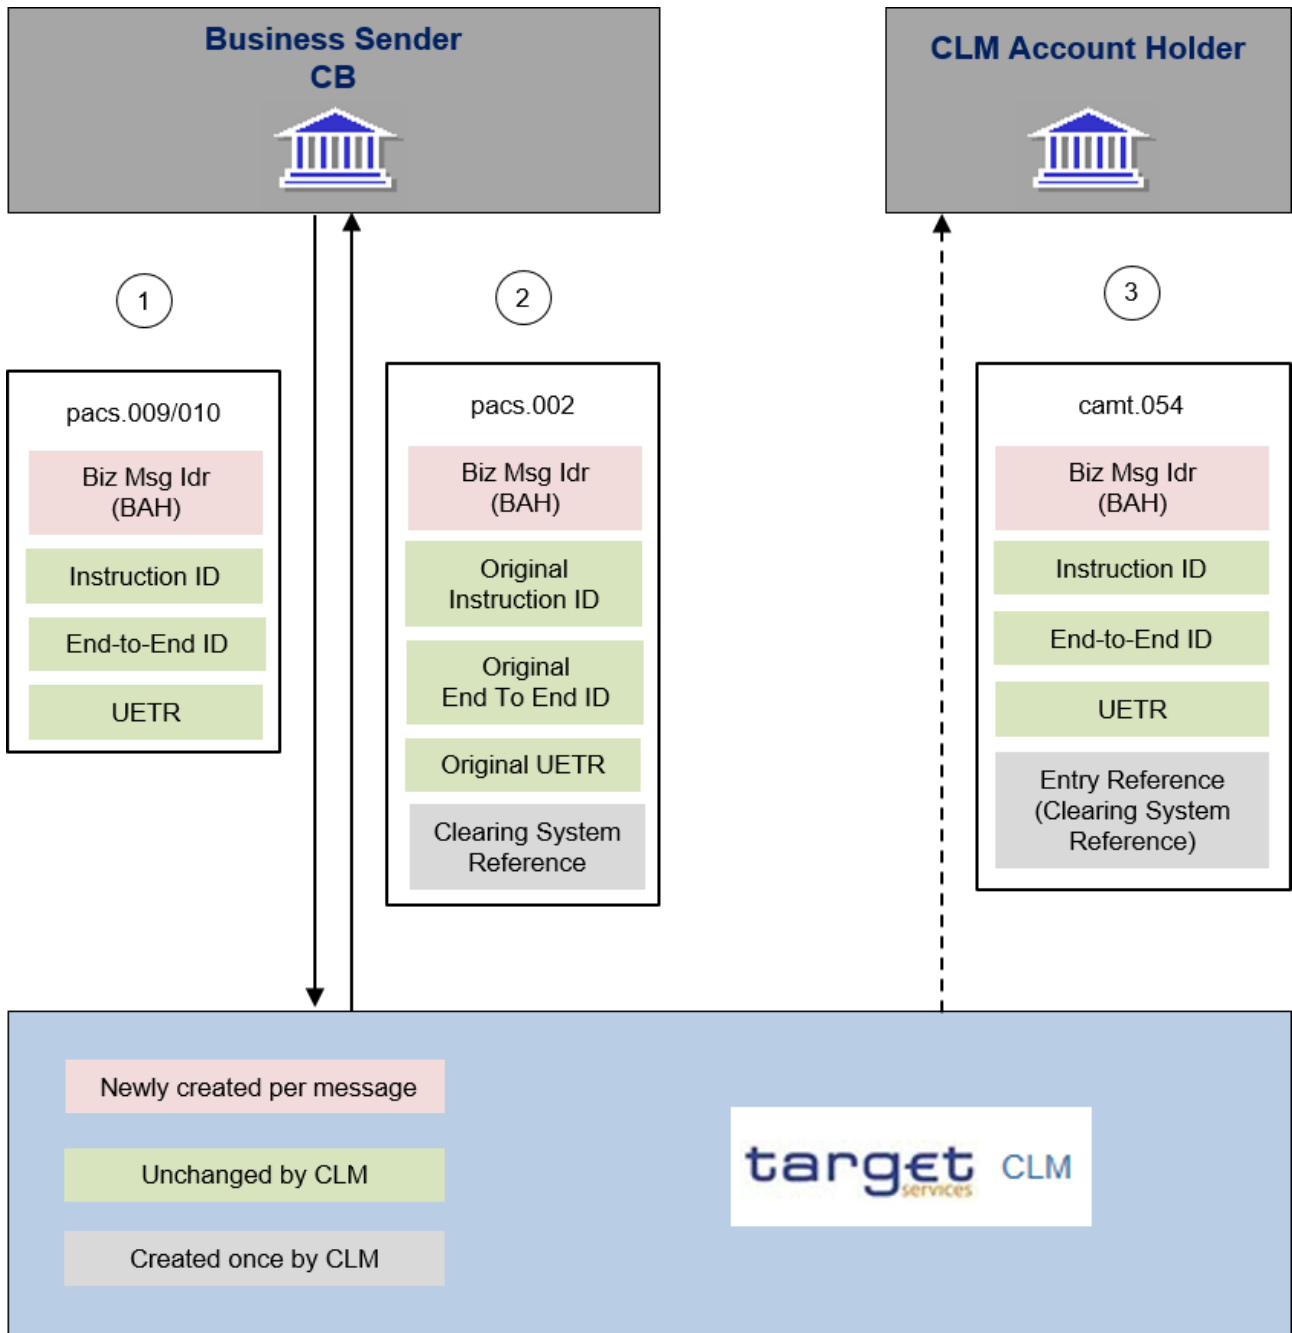 Business Sender
CB
CLM Account Holder
1
2
3
pacs.009/010
Biz Msg Idr
(BAH)
Instruction ID
End-to-End ID
UETR
pacs.002
Biz Msg Idr
(BAH)
Original
Instruction ID
Original
End To End ID
Original UETR
Clearing System
Reference
camt.054
Biz Msg Idr
(BAH)
Instruction ID
End-to-End ID
UETR
Entry Reference
(Clearing System
Reference)
Newly created per message
Unchanged by CLM
Created once by CLM
target CLM
services